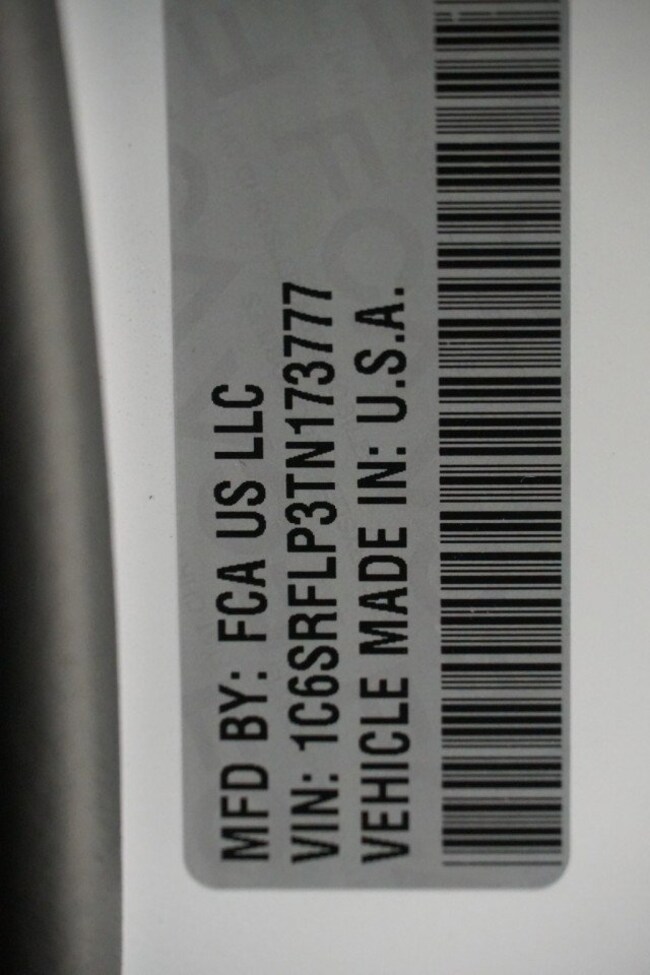 MFD BY: FCA US LLC
VIN: 1C6SRFLP3TN173777
VEHICLE MADE IN: U.S.A.